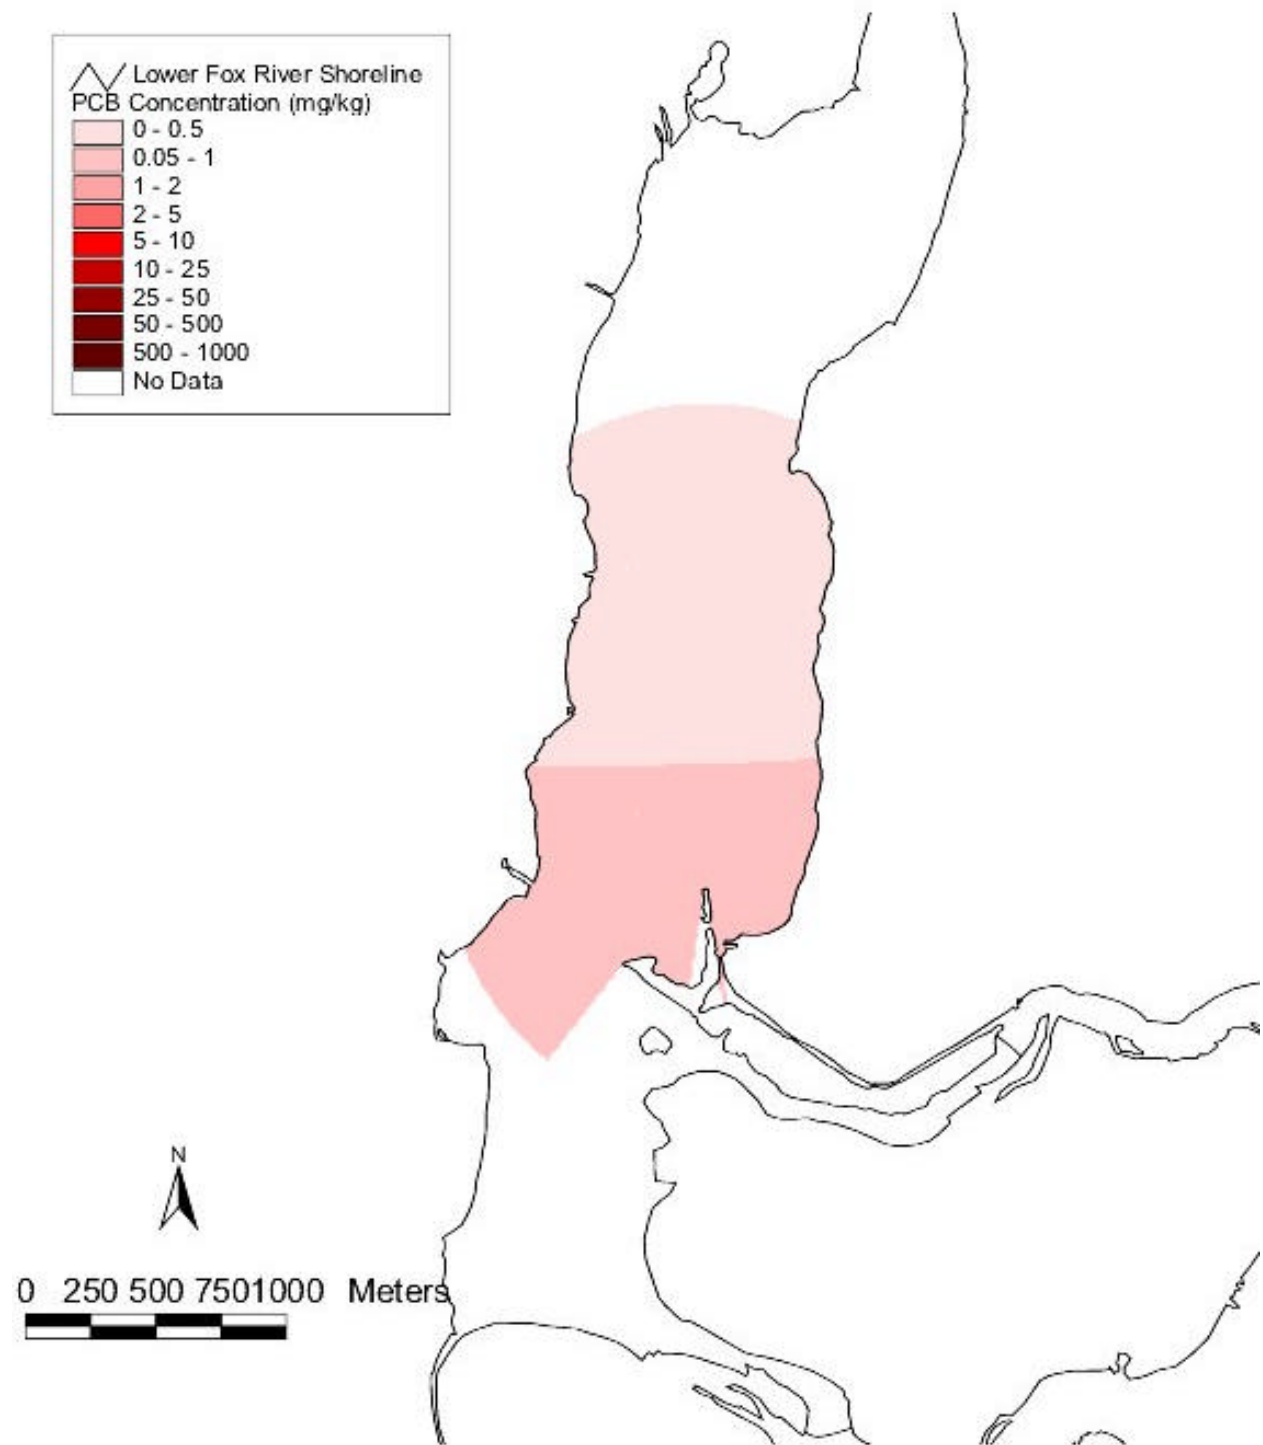 Lower Fox River Shoreline
PCB Concentration (mg/kg)
0 - 0.5
0.05 - 1
1 - 2
2 - 5
5 - 10
10 - 25
25 - 50
50 - 500
500 - 1000
No Data
N
0 250 500 7501000 Meters